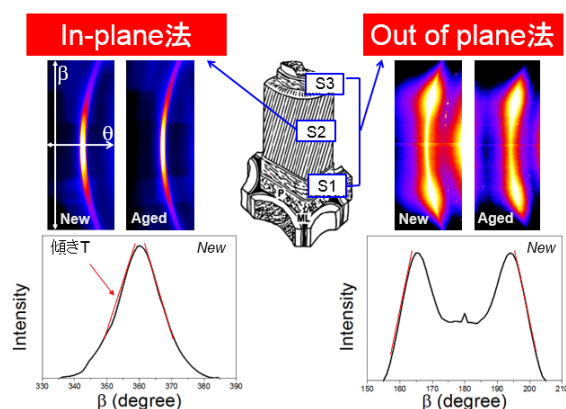 In-plane法
Out of plane法
β
θ
New
Aged
S3
S2
S1
P
ML
New
Aged
傾きT
New
Intensity
330 340 350 360 370 380 390
β (degree)
New
Intensity
150 160 170 180 190 200 210
β (degree)